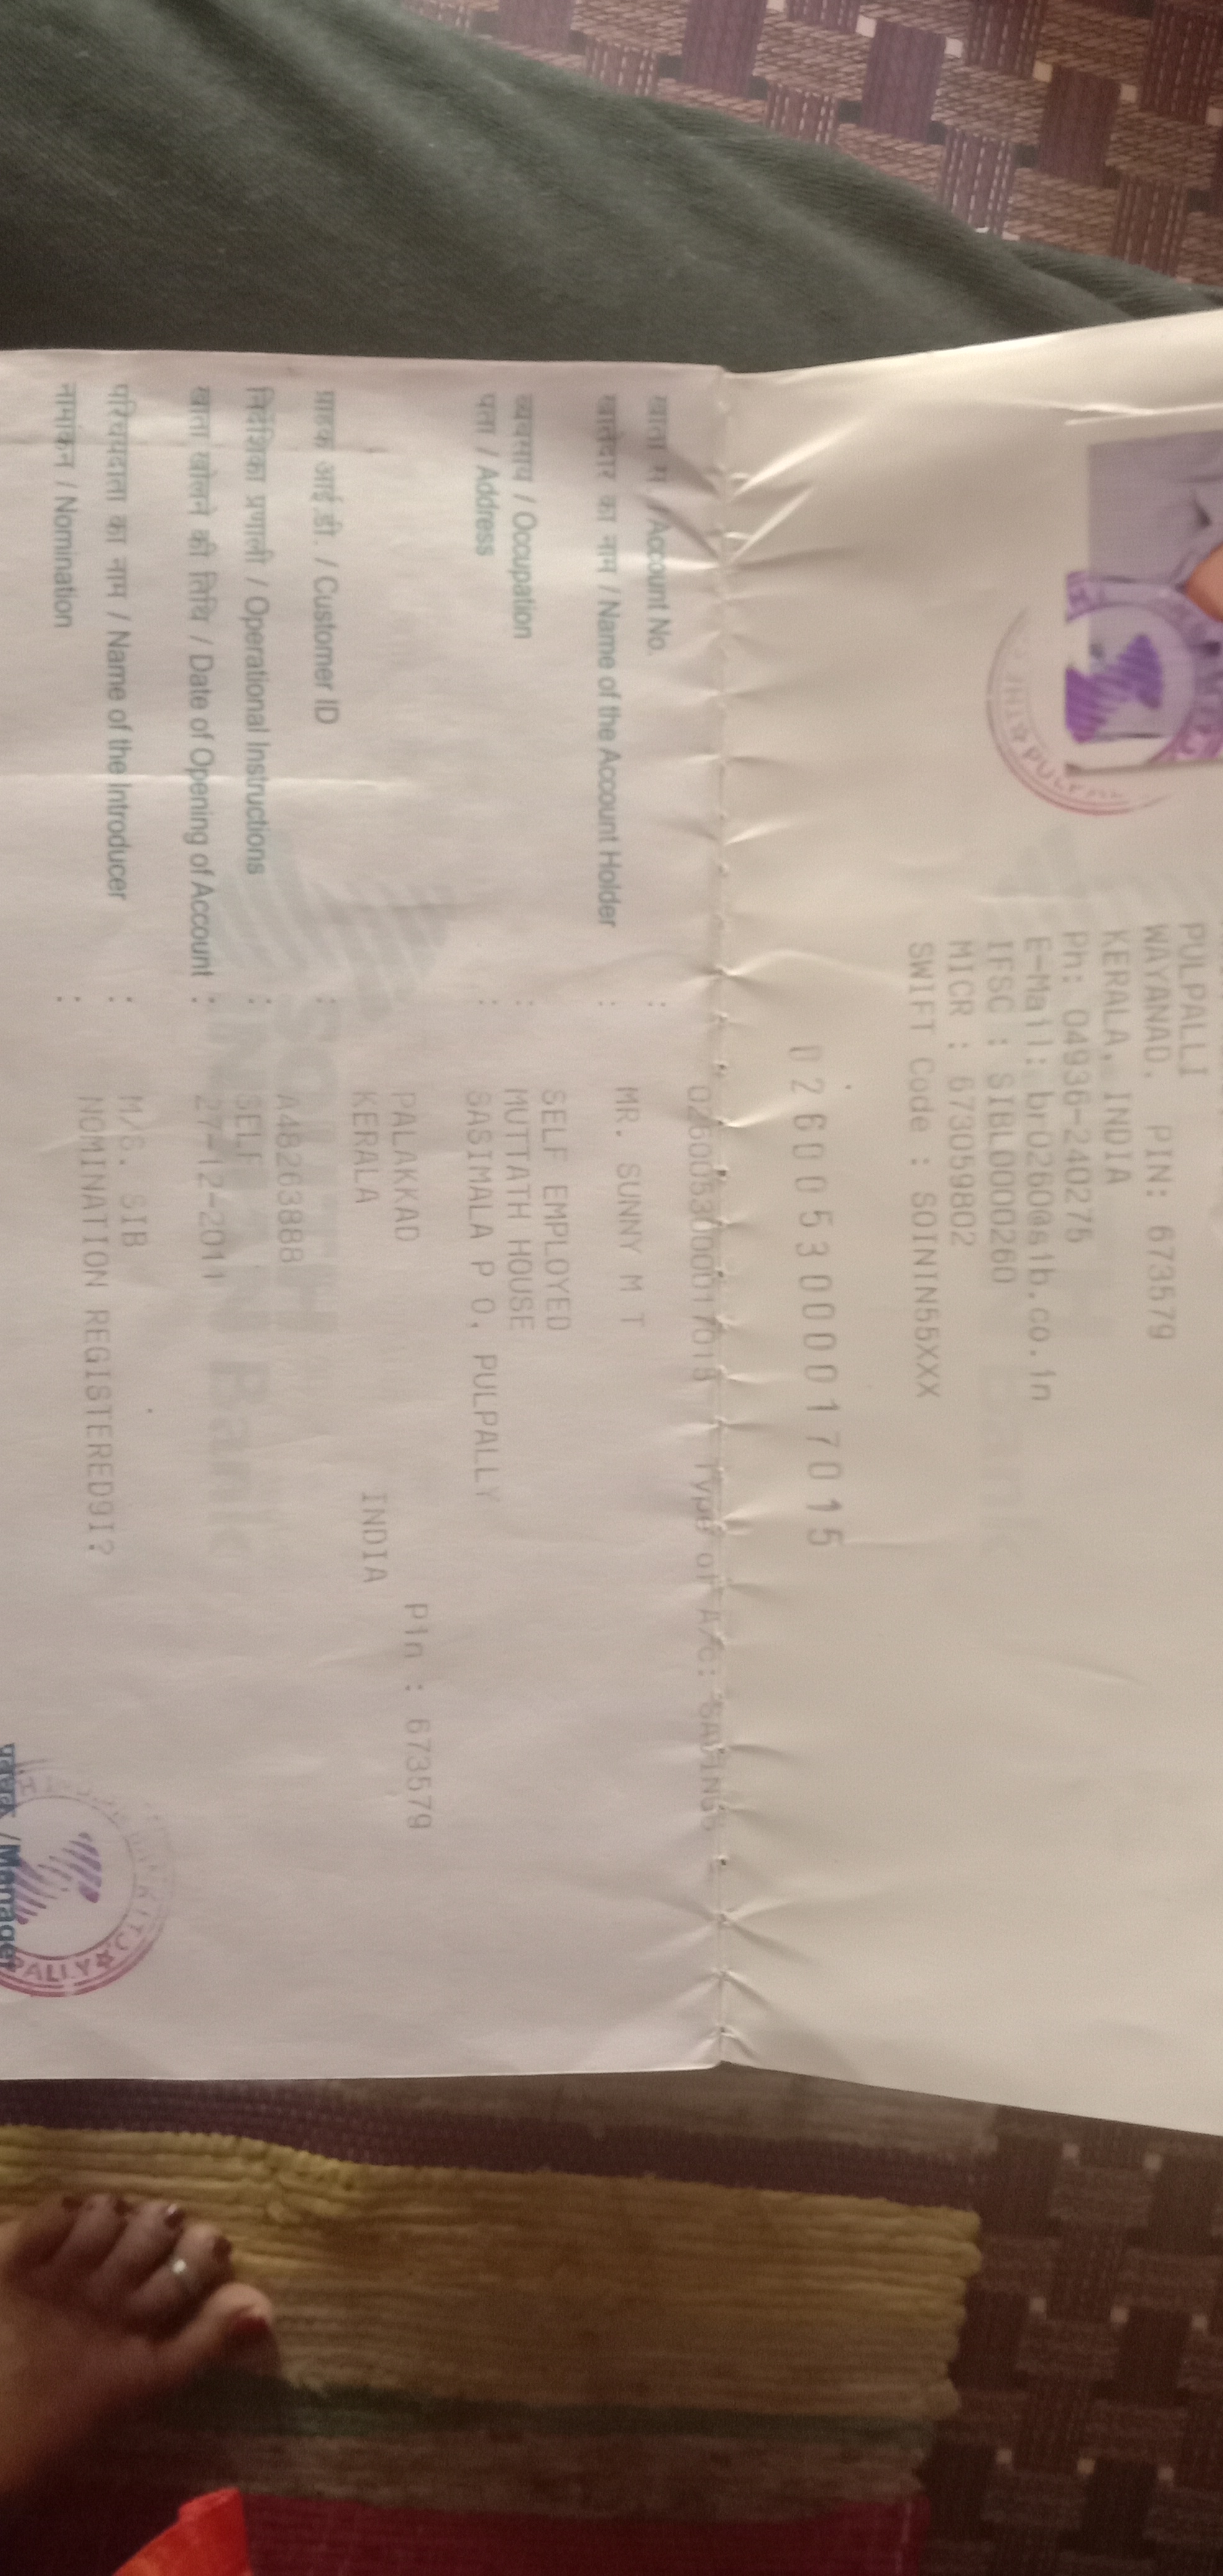 PULPALLI
WAYANAD. PIN: 673579
KERALA, INDIA
Ph: 04936-240275
E-Mail: br0260@sib.co.in
IFSC : SIBL0000260
MICR : 673059802
SWIFT Code : SOININ55XXX
0260053000017015
0260053000017015 Type of A/c: SAVINGS
खाता सं / Account No. :
खातेदार का नाम / Name of the Account Holder : MR. SUNNY M T
व्यवसाय / Occupation : SELF EMPLOYED
पता / Address : MUTTATH HOUSE
SASIMALA P O, PULPALLY
Pin : 673579
PALAKKAD
KERALA INDIA
ग्राहक आई.डी. / Customer ID : A48263888
निर्देशिका प्रणाली / Operational Instructions : SELF
खाता खोलने की तिथि / Date of Opening of Account : 27-12-2011
परिचयदाता का नाम / Name of the Introducer : M/S. SIB
नामांकन / Nomination : NOMINATION REGISTERED91?
SOUTH
INDIAN Bank
/ Manager
PALLY